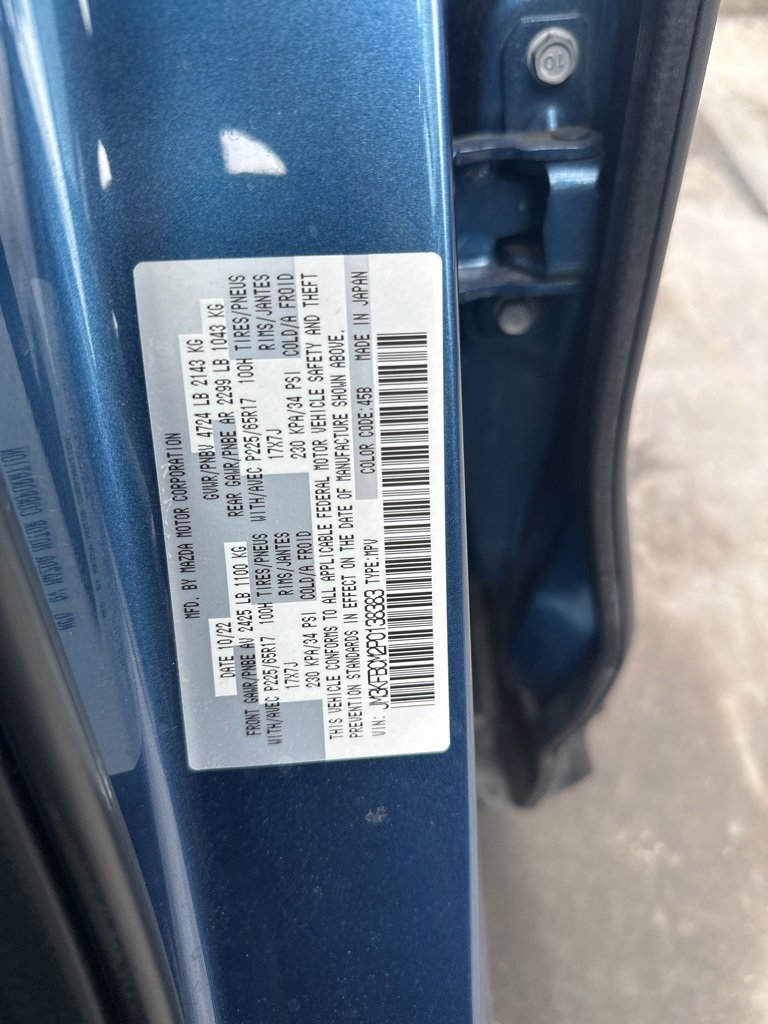 MFD. BY MAZDA MOTOR CORPORATION
DATE 10/22 GVWR/PNBV 4724 LB 2143 KG
FRONT GAWR/PNBE AV 2425 LB 1100 KG REAR GAWR/PNBE AR 2299 LB 1043 KG
WITH/AVEC P225/65R17 100H TIRES/PNEUS WITH/AVEC P225/65R17 100H TIRES/PNEUS
17X7J RIMS/JANTES 17X7J RIMS/JANTES
230 KPA/34 PSI COLD/A FROID 230 KPA/34 PSI COLD/A FROID
THIS VEHICLE CONFORMS TO ALL APPLICABLE FEDERAL MOTOR VEHICLE SAFETY AND THEFT
PREVENTION STANDARDS IN EFFECT ON THE DATE OF MANUFACTURE SHOWN ABOVE.
VIN: JM3KFBCM2P0138383 TYPE:MPV COLOR CODE:45B MADE IN JAPAN
10